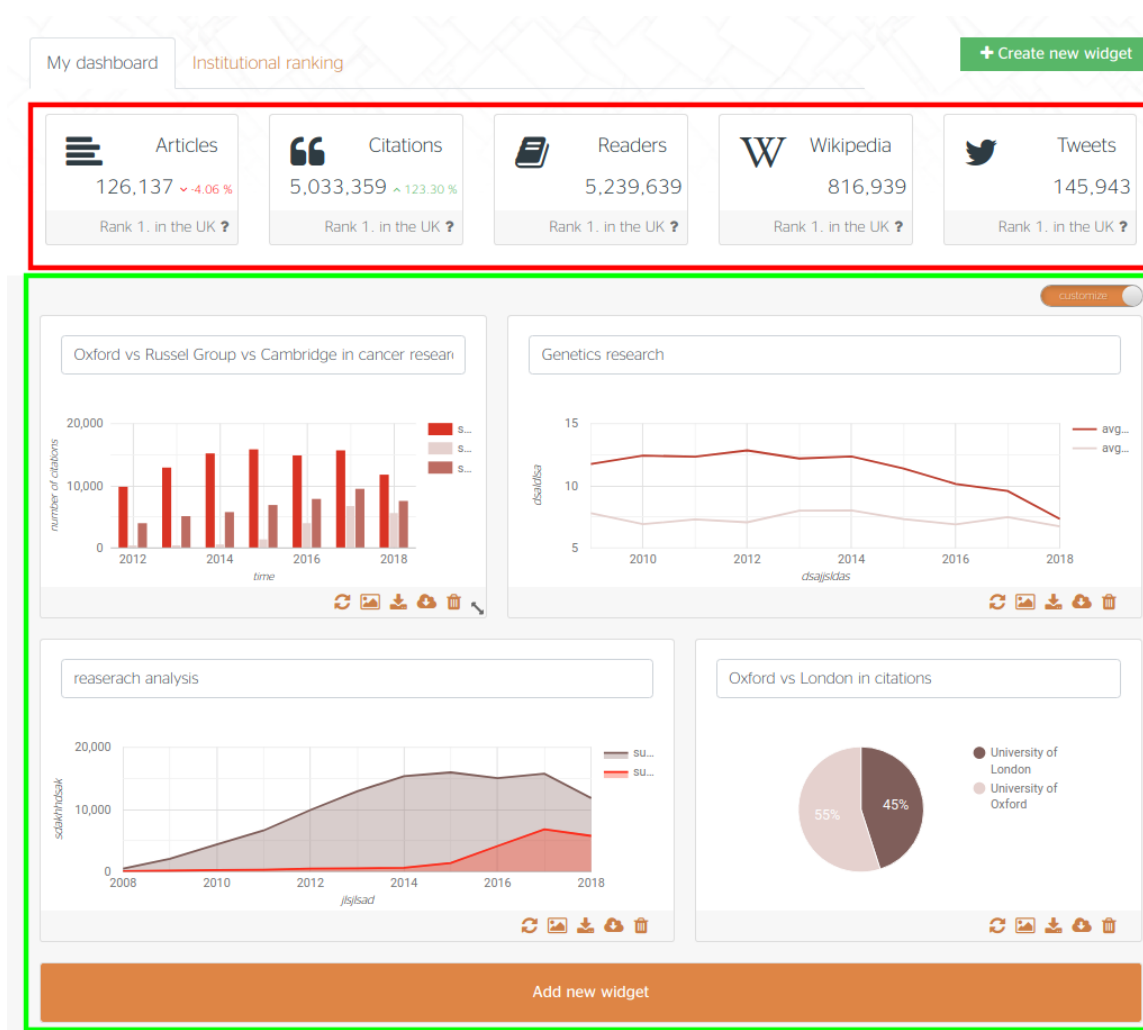 My dashboard
Institutional ranking
+ Create new widget
Articles
126,137 -4.06 %
Rank 1. in the UK ?
Citations
5,033,359 123.30 %
Rank 1. in the UK ?
Readers
5,239,639
Rank 1. in the UK ?
Wikipedia
816,939
Rank 1. in the UK ?
Tweets
145,943
Rank 1. in the UK ?
customize
Oxford vs Russel Group vs Cambridge in cancer resear
number of citations
20,000
10,000
0
2012
2014
2016
2018
time
s...
s...
s...
Genetics research
dsaldlsa
15
10
5
2010
2012
2014
2016
2018
dsajjsldas
avg...
avg...
reaserach analysis
sdakhhdsak
20,000
10,000
0
2008
2010
2012
2014
2016
2018
jlsjlsad
su...
su...
Oxford vs London in citations
55%
45%
University of
London
University of
Oxford
Add new widget